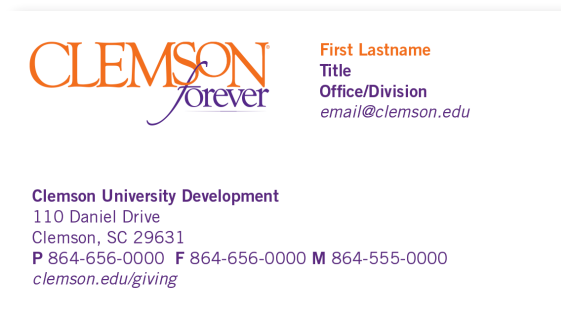 CLEMSON®
forever
First Lastname
Title
Office/Division
email@clemson.edu
Clemson University Development
110 Daniel Drive
Clemson, SC 29631
P 864-656-0000 F 864-656-0000 M 864-555-0000
clemson.edu/giving